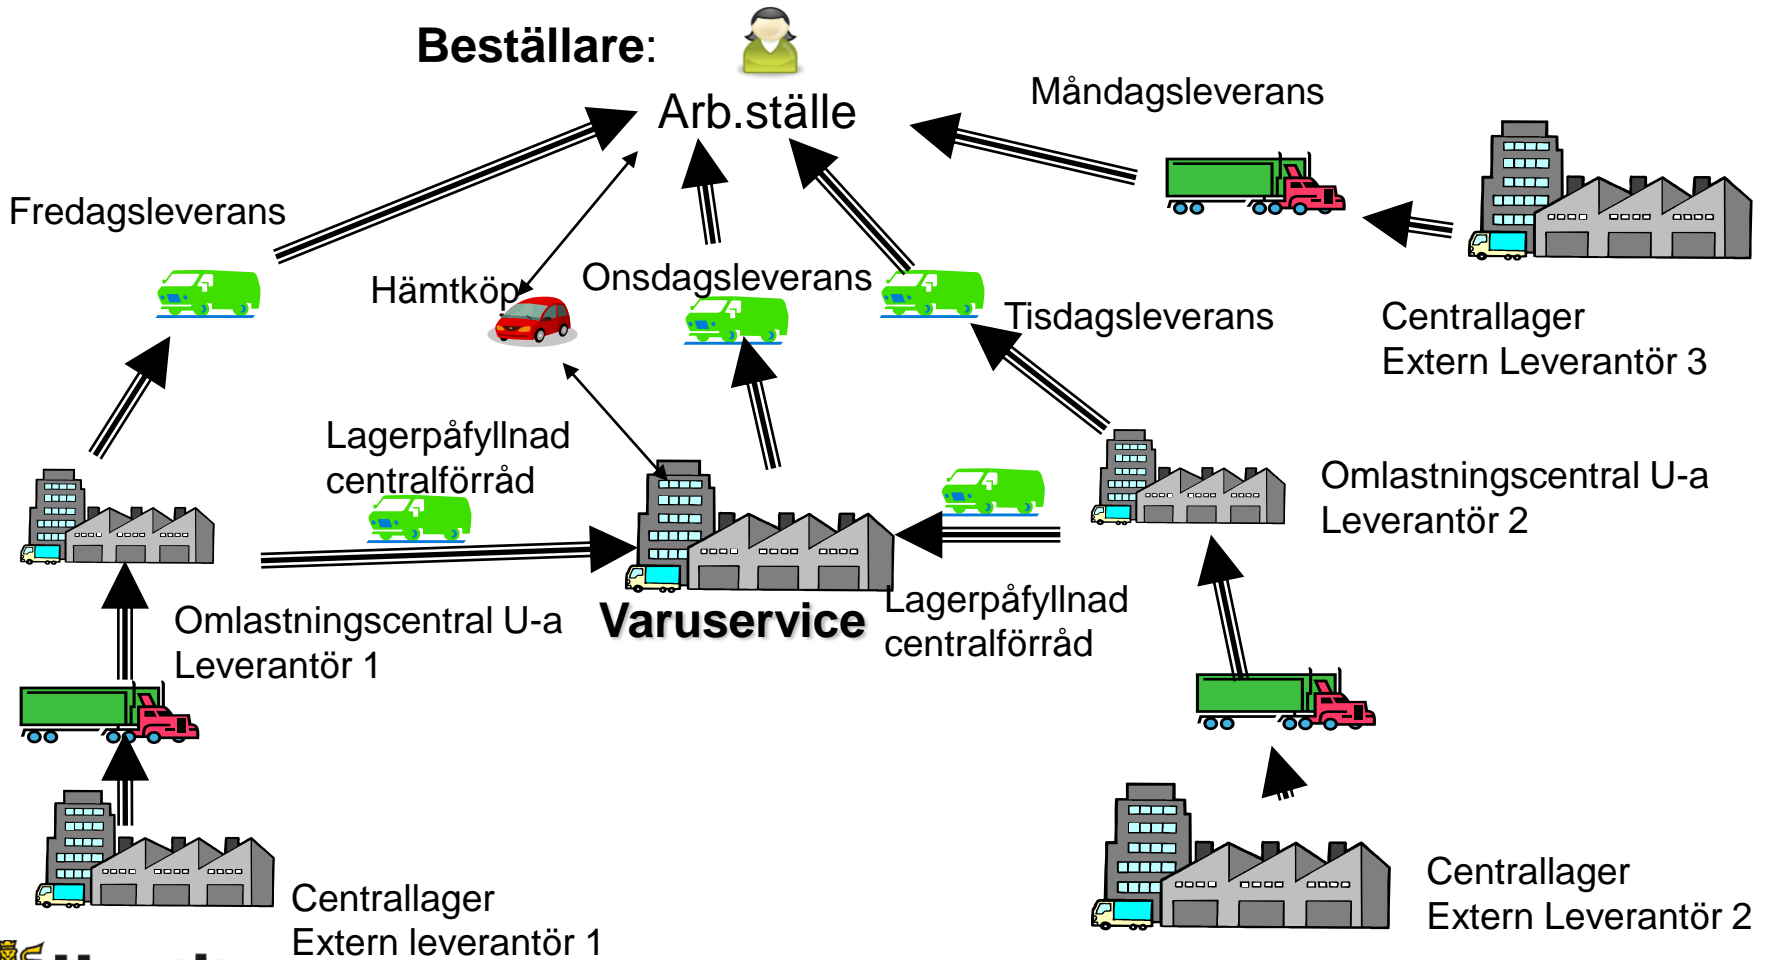 Beställare:
Arb.ställe
Måndagsleverans
Fredagsleverans
Hämtköp
Onsdagsleverans
Tisdagsleverans
Centrallager
Extern Leverantör 3
Lagerpåfyllnad
centralförråd
Omlastningscentral U-a
Leverantör 2
Omlastningscentral U-a
Leverantör 1
Varuservice
Lagerpåfyllnad
centralförråd
Centrallager
Extern Leverantör 2
Centrallager
Extern leverantör 1